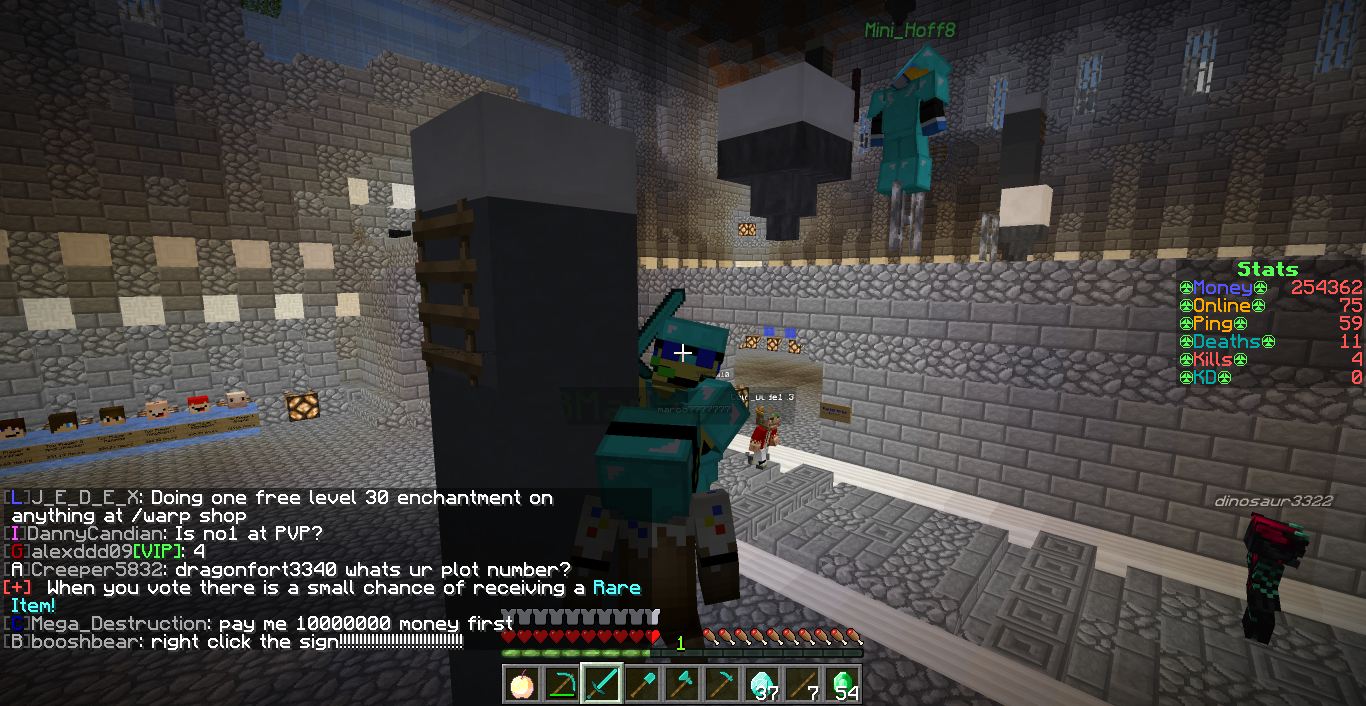 Mini_Hoff8
Stats
Money 254362
Online 75
Ping 59
Deaths 11
Kills 4
KD 0
dinosaur3322
[L]J_E_D_E_X: Doing one free level 30 enchantment on
anything at /warp shop
[I]DannyCandian: Is no1 at PVP?
[G]alexddd09[VIP]: 4
[A]Creeper5832: dragonfort3340 whats ur plot number?
[+] When you vote there is a small chance of receiving a Rare
Item!
[C]Mega_Destruction: pay me 10000000 money first
[B]booshbear: right click the sign!!!!!!!!!!!!!!!!!!!!!!!!!!!!!!
1
37 7 54